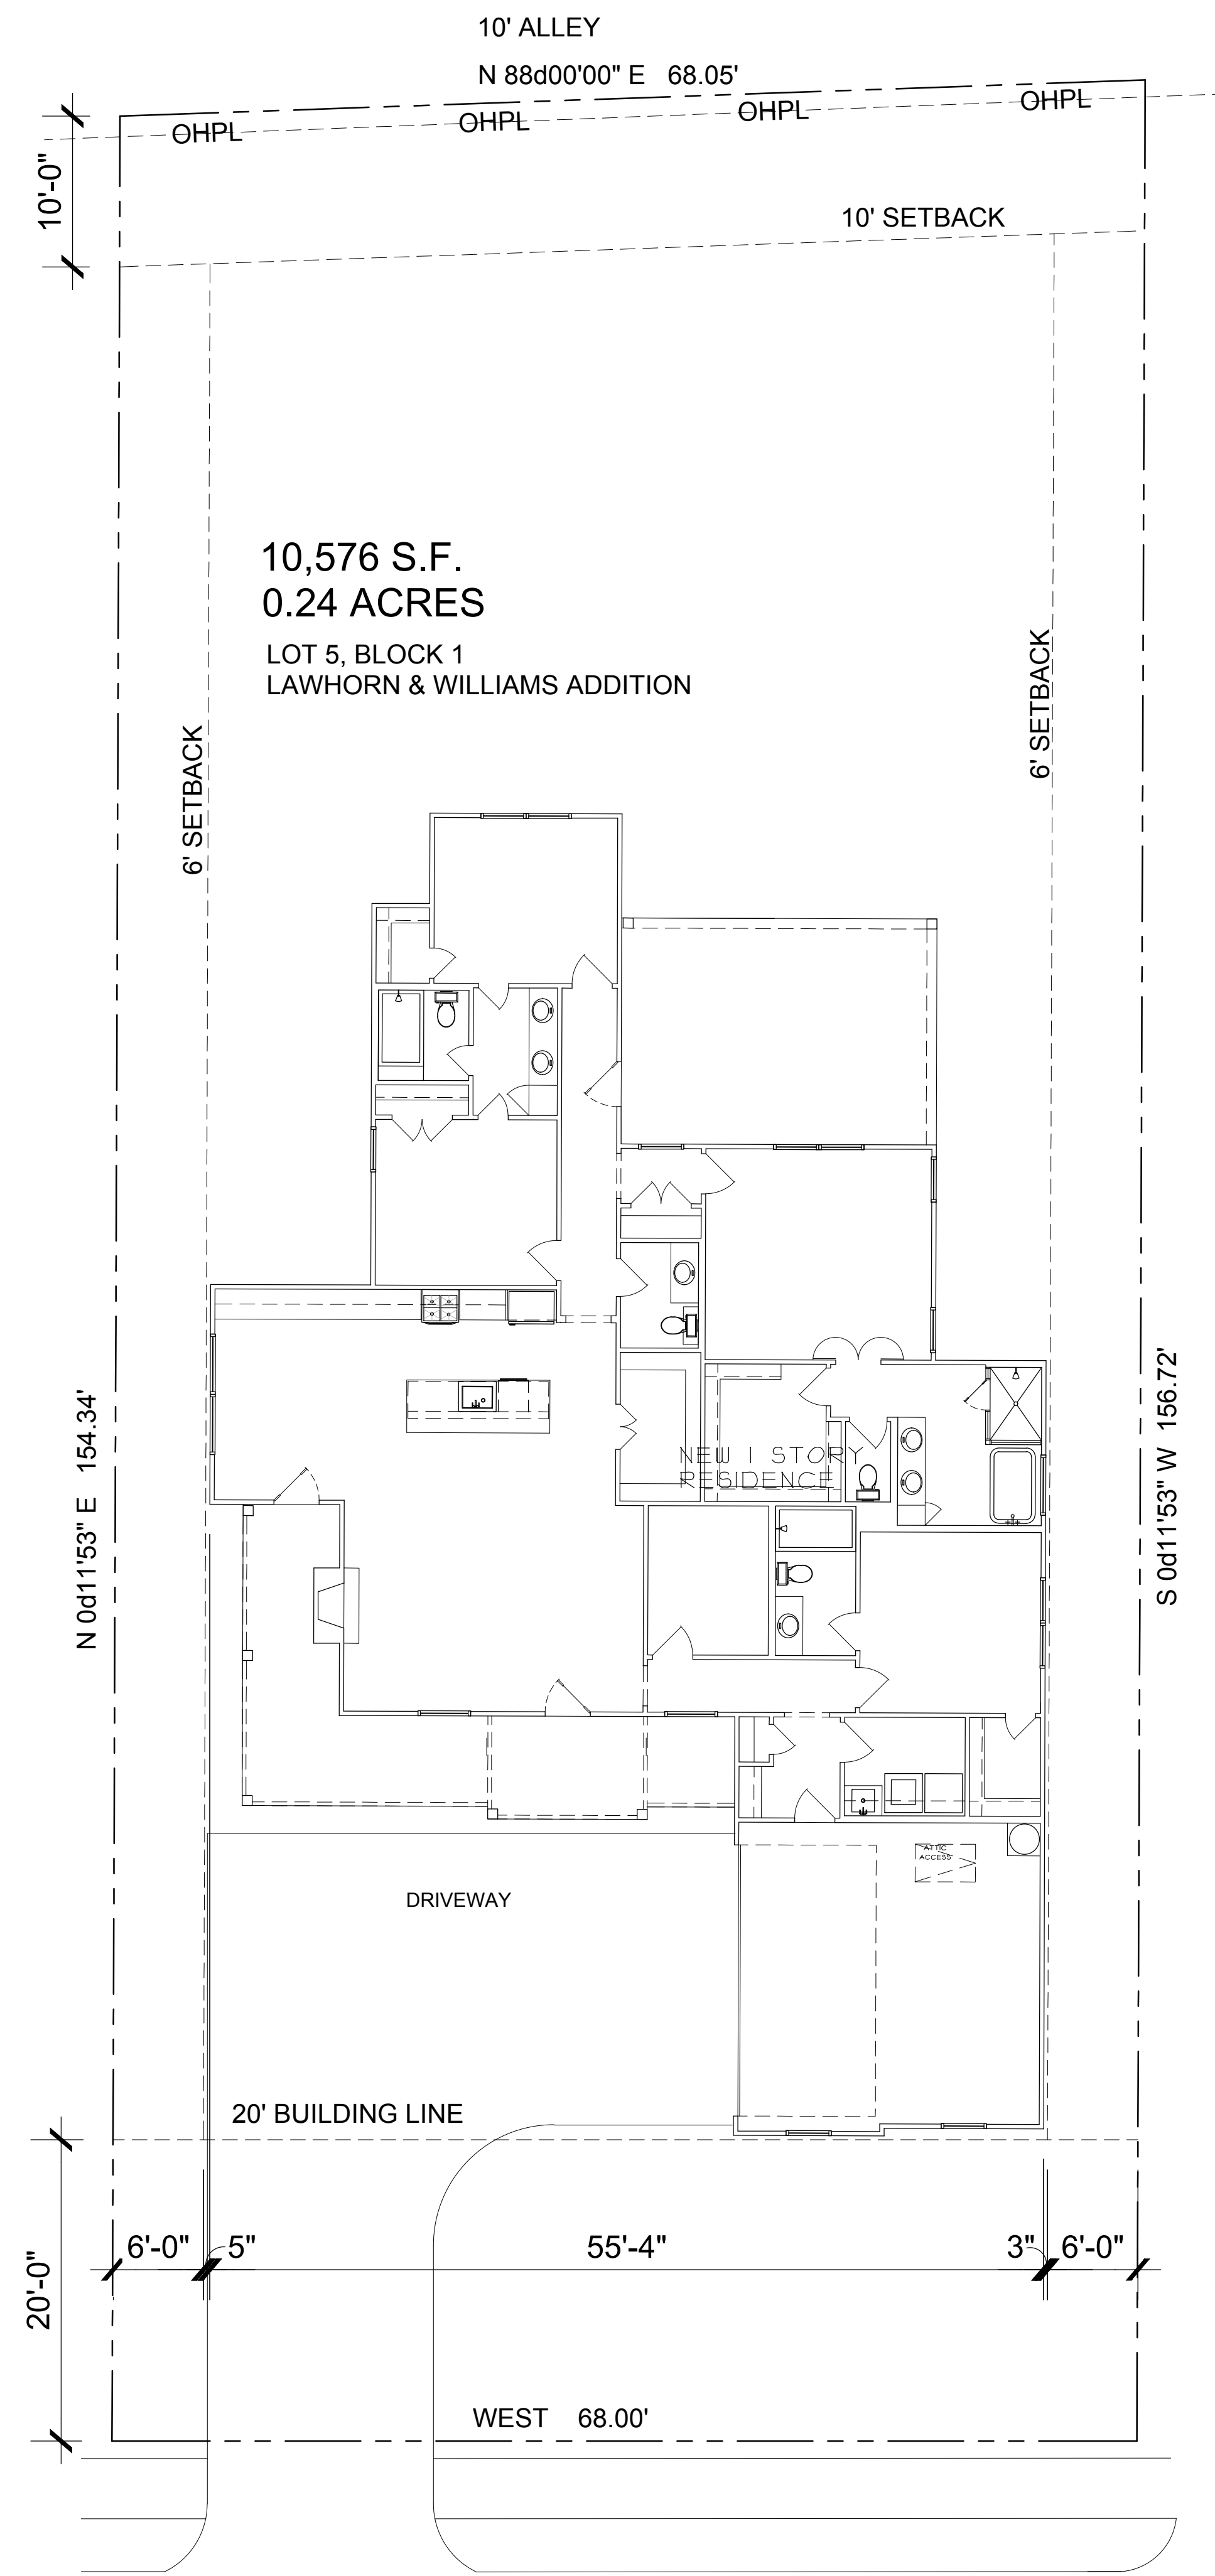 10' ALLEY
N 88d00'00" E 68.05'
OHPL OHPL OHPL OHPL
10'-0"
10' SETBACK
10,576 S.F.
0.24 ACRES
LOT 5, BLOCK 1
LAWHORN & WILLIAMS ADDITION
6' SETBACK
6' SETBACK
N 0d11'53" E 154.34'
S 0d11'53" W 156.72'
NEW 1 STORY
RESIDENCE
ATTIC
ACCESS
DRIVEWAY
20' BUILDING LINE
6'-0" 5" 55'-4" 3" 6'-0"
20'-0"
WEST 68.00'